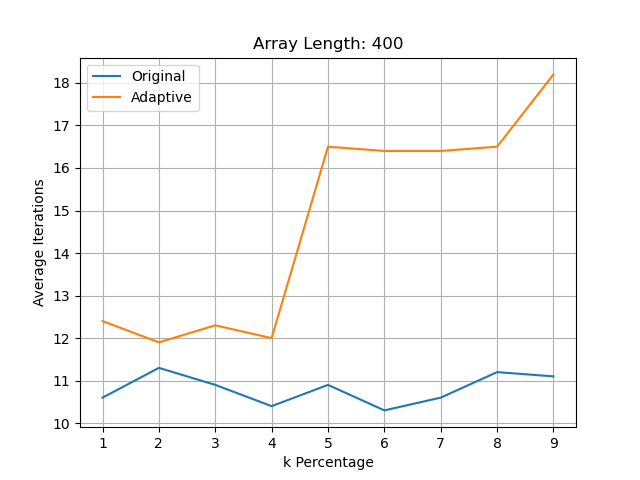 Array Length: 400
Original
Adaptive
18
17
16
15
14
13
12
11
10
Average Iterations
1 2 3 4 5 6 7 8 9
k Percentage